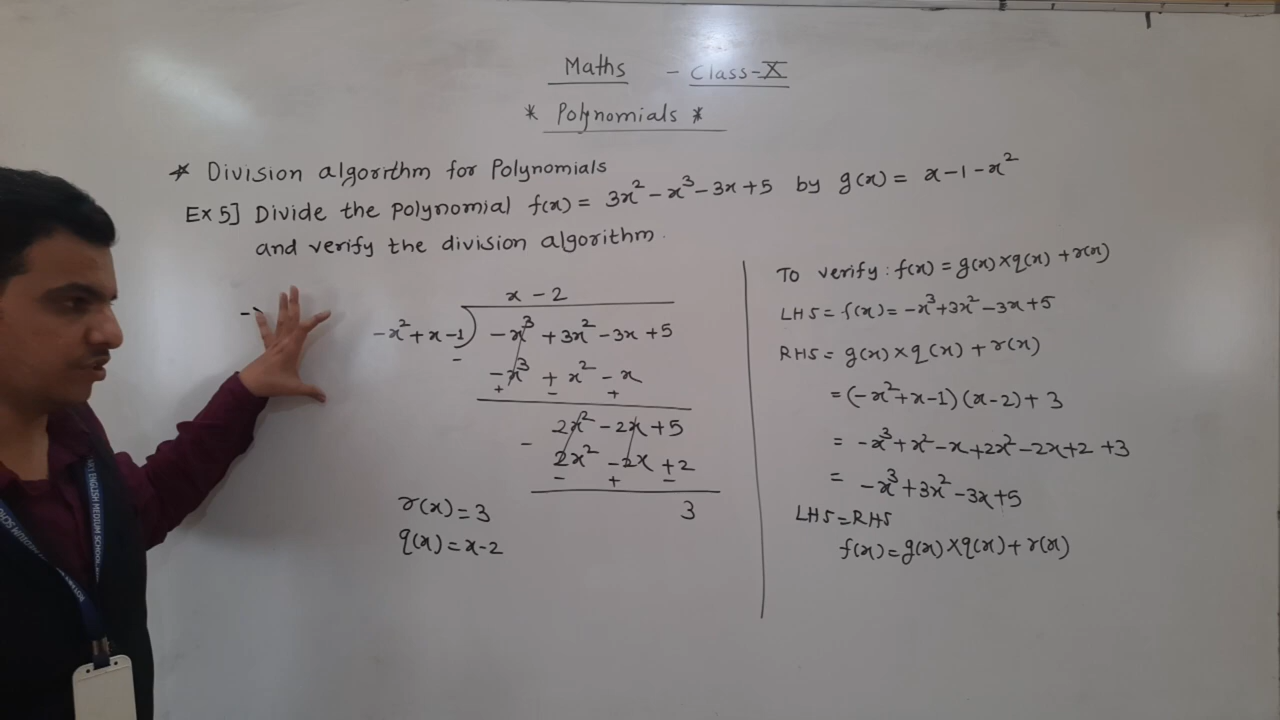 Maths - Class-X
* Polynomials *
* Division algorithm for Polynomials
Ex 5] Divide the Polynomial f(x) = 3x² - x³ - 3x + 5 by g(x) = x - 1 - x²
and verify the division algorithm.
x - 2
-x² + x - 1) -x³ + 3x² - 3x + 5
-
-x³ + x² - x
+ - +
2x² - 2x + 5
-
2x² - 2x + 2
- + -
3
r(x) = 3
q(x) = x - 2
To verify : f(x) = g(x) × q(x) + r(x)
LHS = f(x) = -x³ + 3x² - 3x + 5
RHS = g(x) × q(x) + r(x)
= (-x² + x - 1) (x - 2) + 3
= -x³ + x² - x + 2x² - 2x + 2 + 3
= -x³ + 3x² - 3x + 5
LHS = RHS
f(x) = g(x) × q(x) + r(x)
ENGLISH MEDIUM SCHOOL